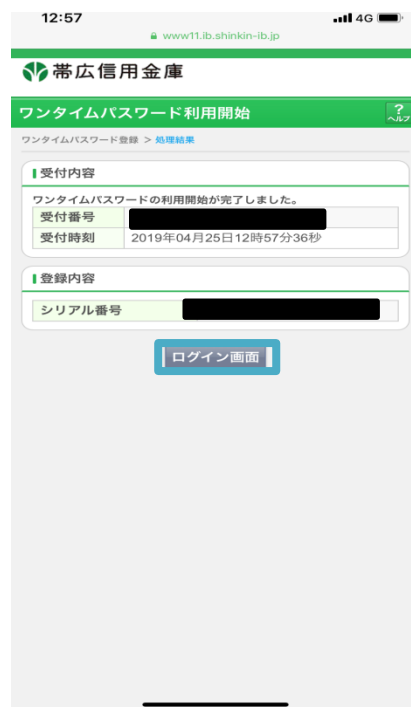 12:57
4G
www11.ib.shinkin-ib.jp
帯広信用金庫
ワンタイムパスワード利用開始
?
ヘルプ
ワンタイムパスワード登録 > 処理結果
受付内容
ワンタイムパスワードの利用開始が完了しました。
受付番号
受付時刻 2019年04月25日12時57分36秒
登録内容
シリアル番号
ログイン画面